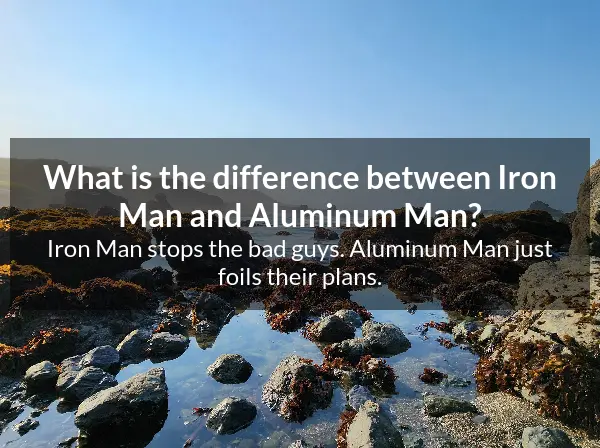 What is the difference between Iron
Man and Aluminum Man?
Iron Man stops the bad guys. Aluminum Man just
foils their plans.